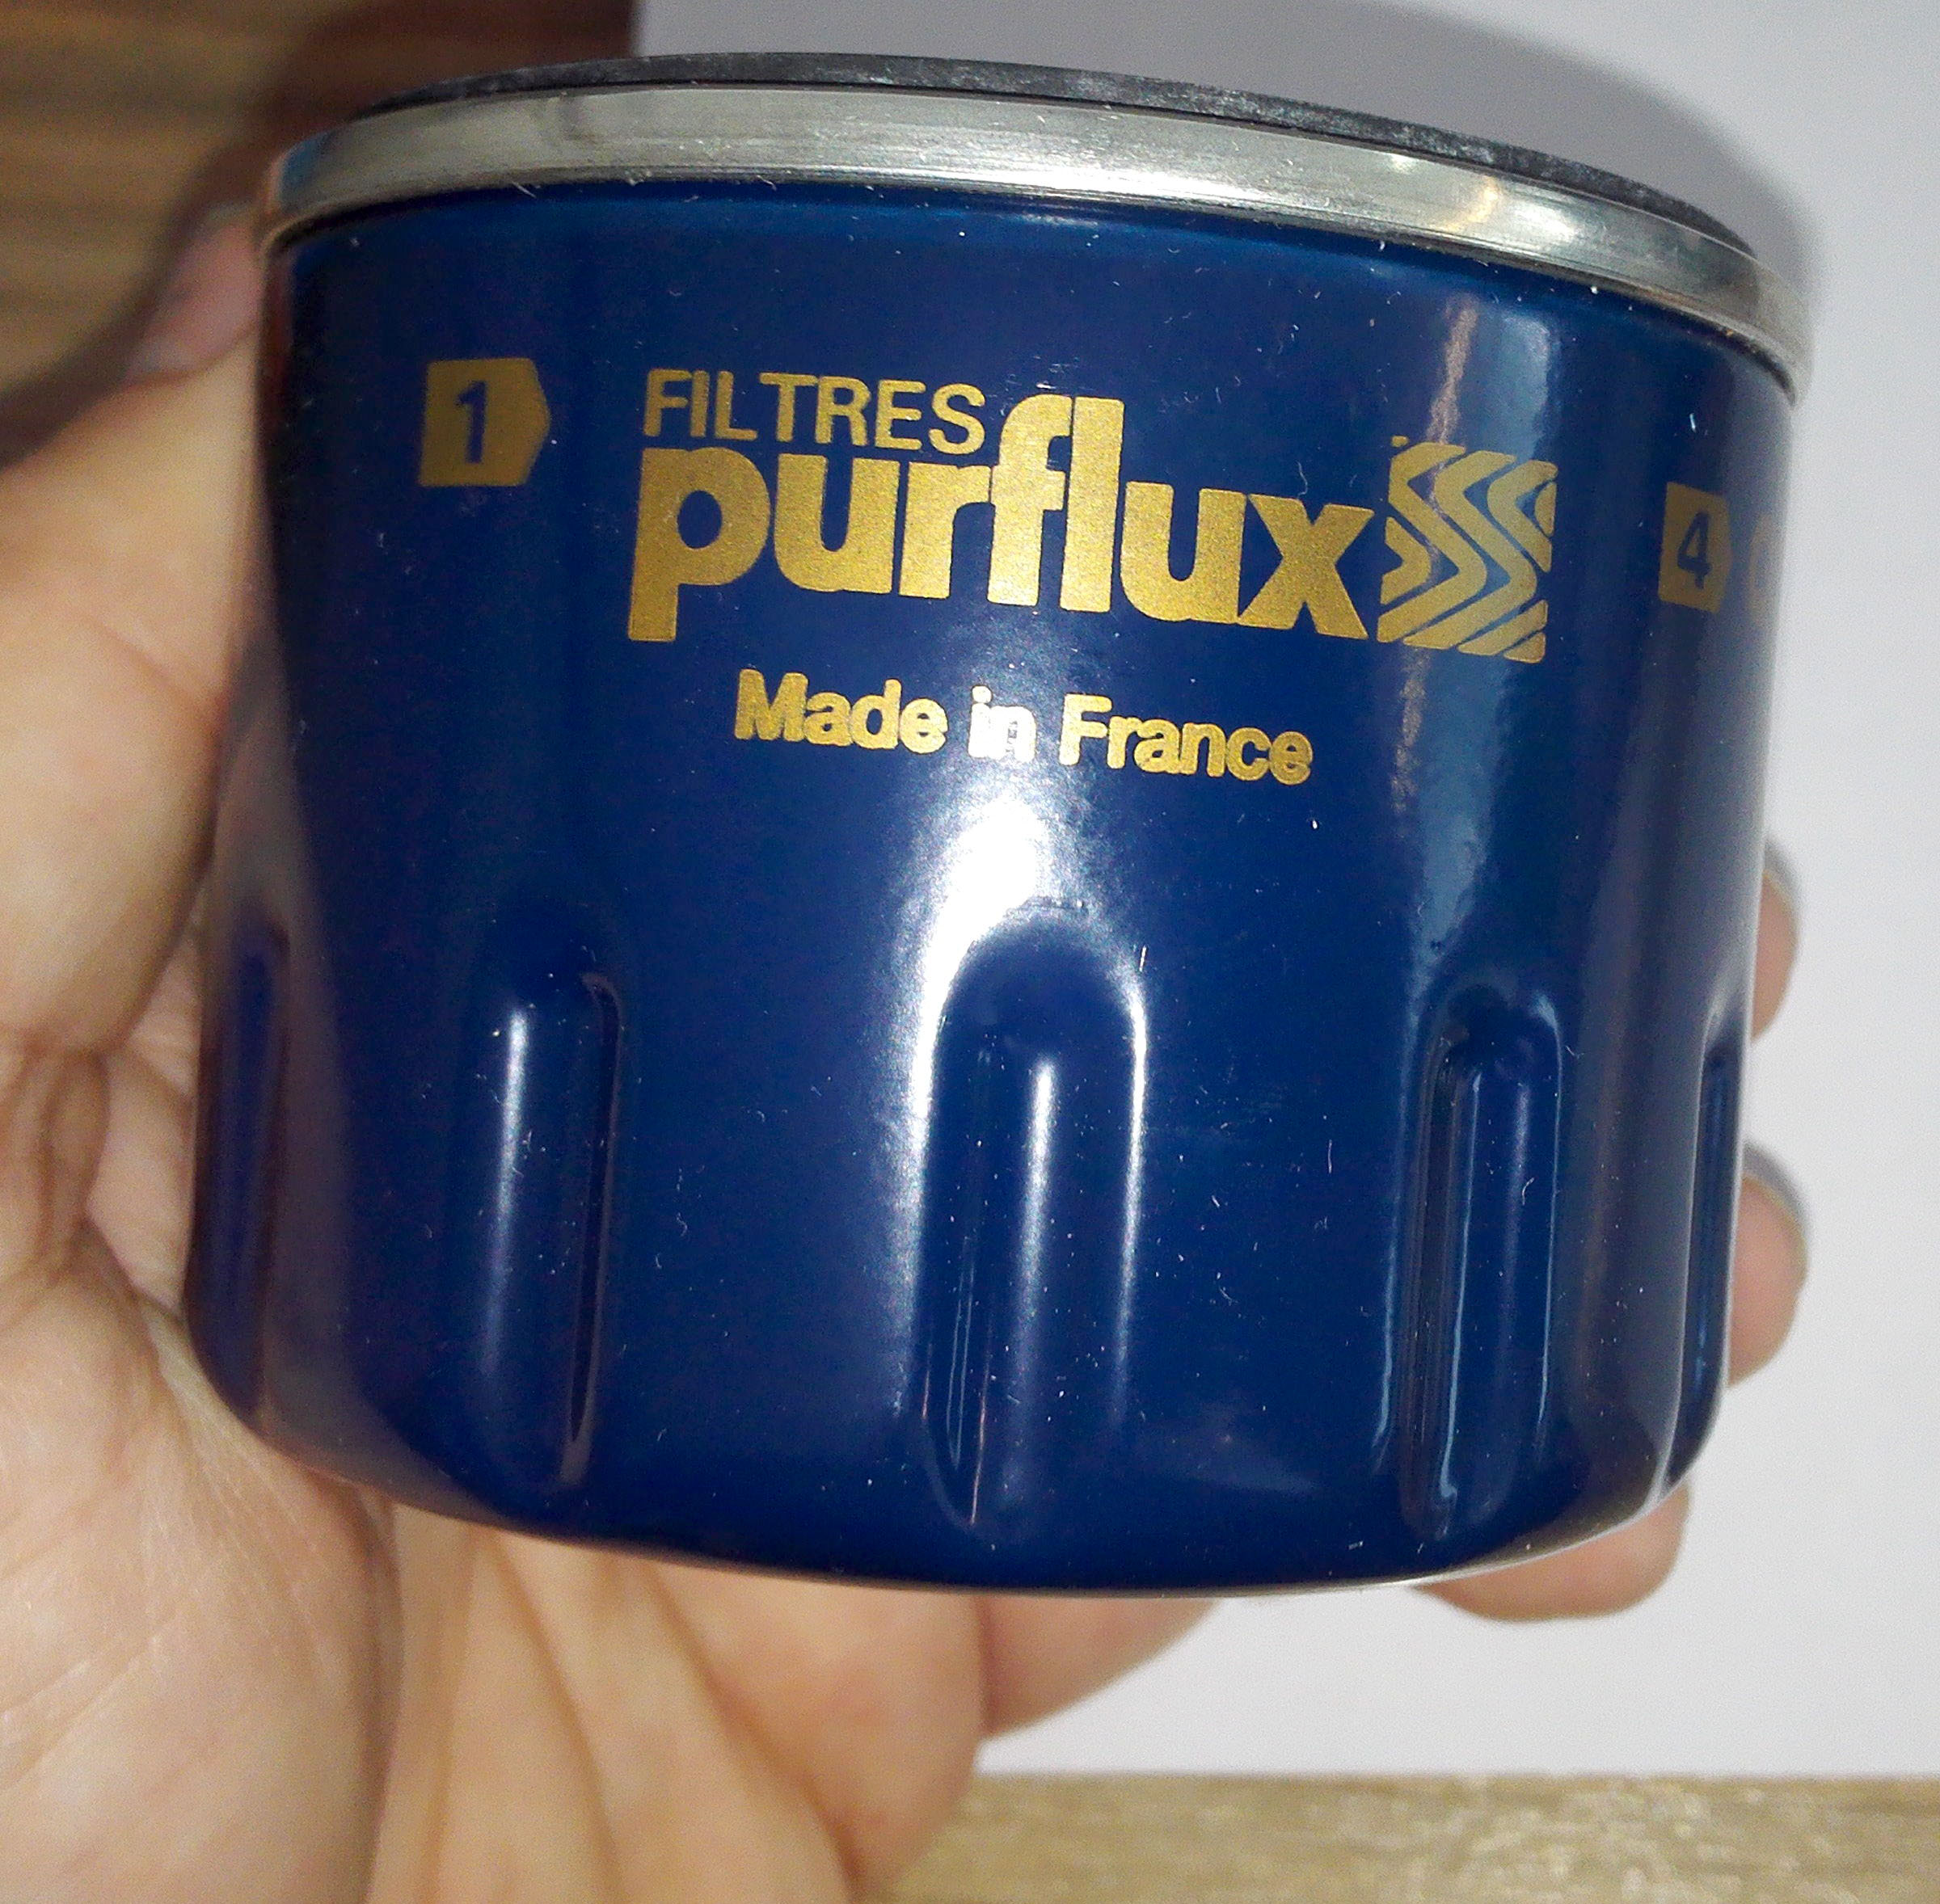 1
FILTRES
purflux
4
Made in France